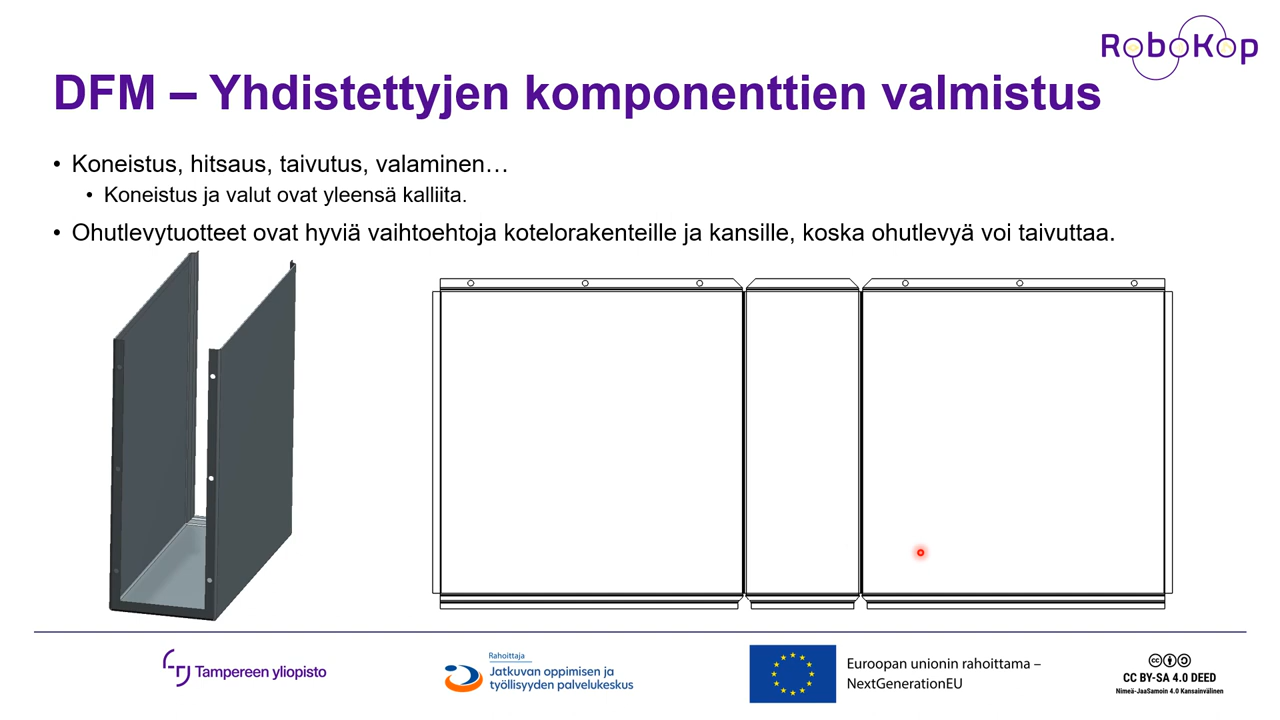 RoboKop
DFM – Yhdistettyjen komponenttien valmistus
• Koneistus, hitsaus, taivutus, valaminen…
• Koneistus ja valut ovat yleensä kalliita.
• Ohutlevytuotteet ovat hyviä vaihtoehtoja kotelorakenteille ja kansille, koska ohutlevyä voi taivuttaa.
Tampereen yliopisto
Rahoittaja
Jatkuvan oppimisen ja
työllisyyden palvelukeskus
Euroopan unionin rahoittama –
NextGenerationEU
CC BY-SA 4.0 DEED
Nimeä-JaaSamoin 4.0 Kansainvälinen